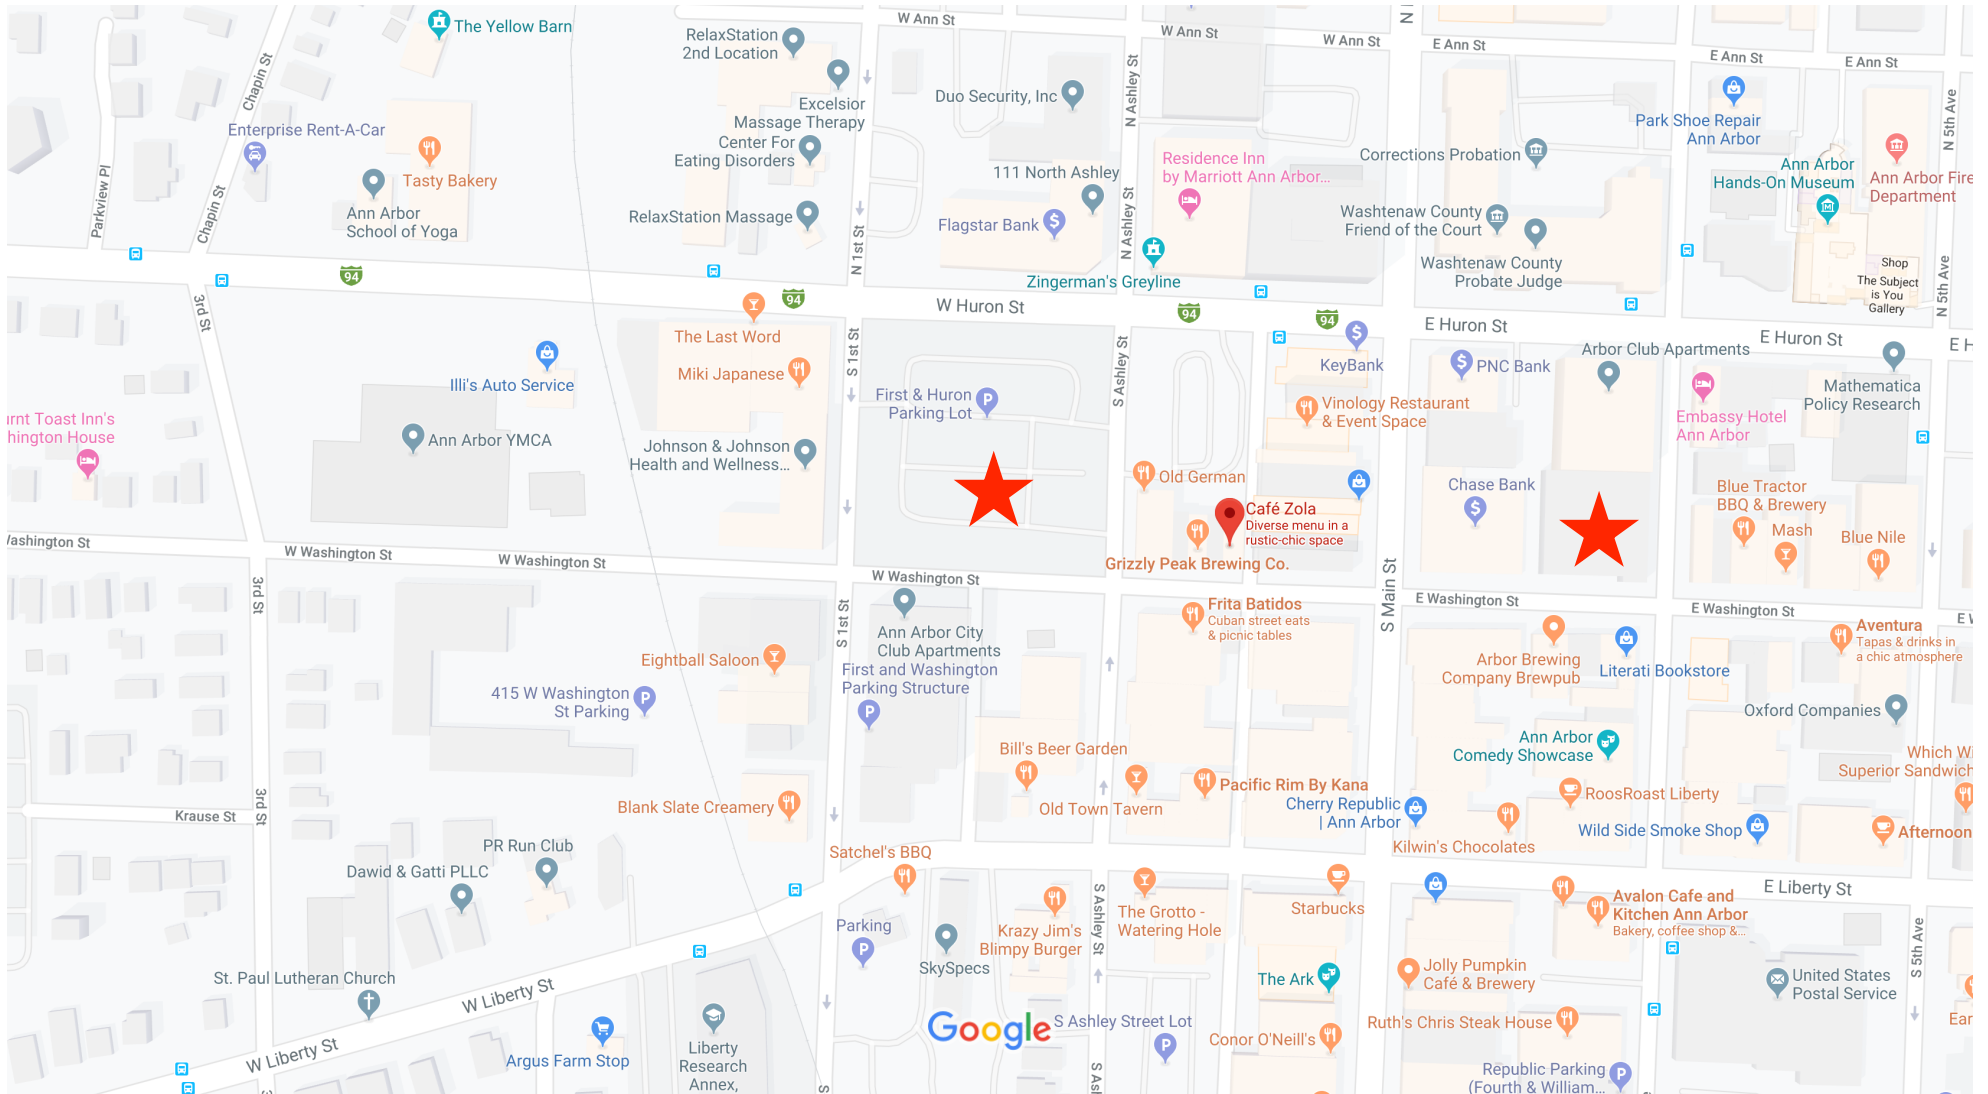 The Yellow Barn
RelaxStation
2nd Location
W Ann St
W Ann St
W Ann St
N
E Ann St
E Ann St
E Ann St
Chapin St
Excelsior
Massage Therapy
Duo Security, Inc
N Ashley St
Park Shoe Repair
Ann Arbor
N 5th Ave
Enterprise Rent-A-Car
Tasty Bakery
Center For
Eating Disorders
111 North Ashley
Residence Inn
by Marriott Ann Arbor...
Corrections Probation
Ann Arbor
Hands-On Museum
Ann Arbor Fire
Department
Parkview Pl
Chapin St
Ann Arbor
School of Yoga
RelaxStation Massage
N 1st St
Flagstar Bank
N Ashley St
Washtenaw County
Friend of the Court
Washtenaw County
Probate Judge
Zingerman's Greyline
Shop
The Subject
is You
Gallery
N 5th Ave
94
94
94
94
3rd St
W Huron St
E Huron St
E Huron St
E H
The Last Word
Miki Japanese
S 1st St
S Ashley St
KeyBank
PNC Bank
Arbor Club Apartments
Mathematica
Policy Research
Illi's Auto Service
First & Huron
Parking Lot
Vinology Restaurant
& Event Space
Embassy Hotel
Ann Arbor
urnt Toast Inn's
hington House
Ann Arbor YMCA
Johnson & Johnson
Health and Wellness...
Old German
Chase Bank
Blue Tractor
BBQ & Brewery
Mash
Blue Nile
Café Zola
Diverse menu in a
rustic-chic space
Grizzly Peak Brewing Co.
Washington St
W Washington St
W Washington St
W Washington St
S Main St
E Washington St
E Washington St
E W
3rd St
S 1st St
Ann Arbor City
Club Apartments
Frita Batidos
Cuban street eats
& picnic tables
Arbor Brewing
Company Brewpub
Literati Bookstore
Aventura
Tapas & drinks in
a chic atmosphere
Eightball Saloon
First and Washington
Parking Structure
415 W Washington
St Parking
Oxford Companies
Ann Arbor
Comedy Showcase
Bill's Beer Garden
Which Wi
Superior Sandwich
3rd St
Krause St
Blank Slate Creamery
Old Town Tavern
Pacific Rim By Kana
Cherry Republic
| Ann Arbor
RoosRoast Liberty
Kilwin's Chocolates
Wild Side Smoke Shop
Afternoon
PR Run Club
Dawid & Gatti PLLC
Satchel's BBQ
S Ashley St
The Grotto -
Watering Hole
Starbucks
Avalon Cafe and
Kitchen Ann Arbor
Bakery, coffee shop &...
E Liberty St
S 5th Ave
Parking
SkySpecs
Krazy Jim's
Blimpy Burger
St. Paul Lutheran Church
W Liberty St
The Ark
Jolly Pumpkin
Café & Brewery
United States
Postal Service
Google
S Ashley Street Lot
Conor O'Neill's
Ruth's Chris Steak House
Ear
W Liberty St
Argus Farm Stop
Liberty
Research
Annex,
S
S Asl
Republic Parking
(Fourth & William...